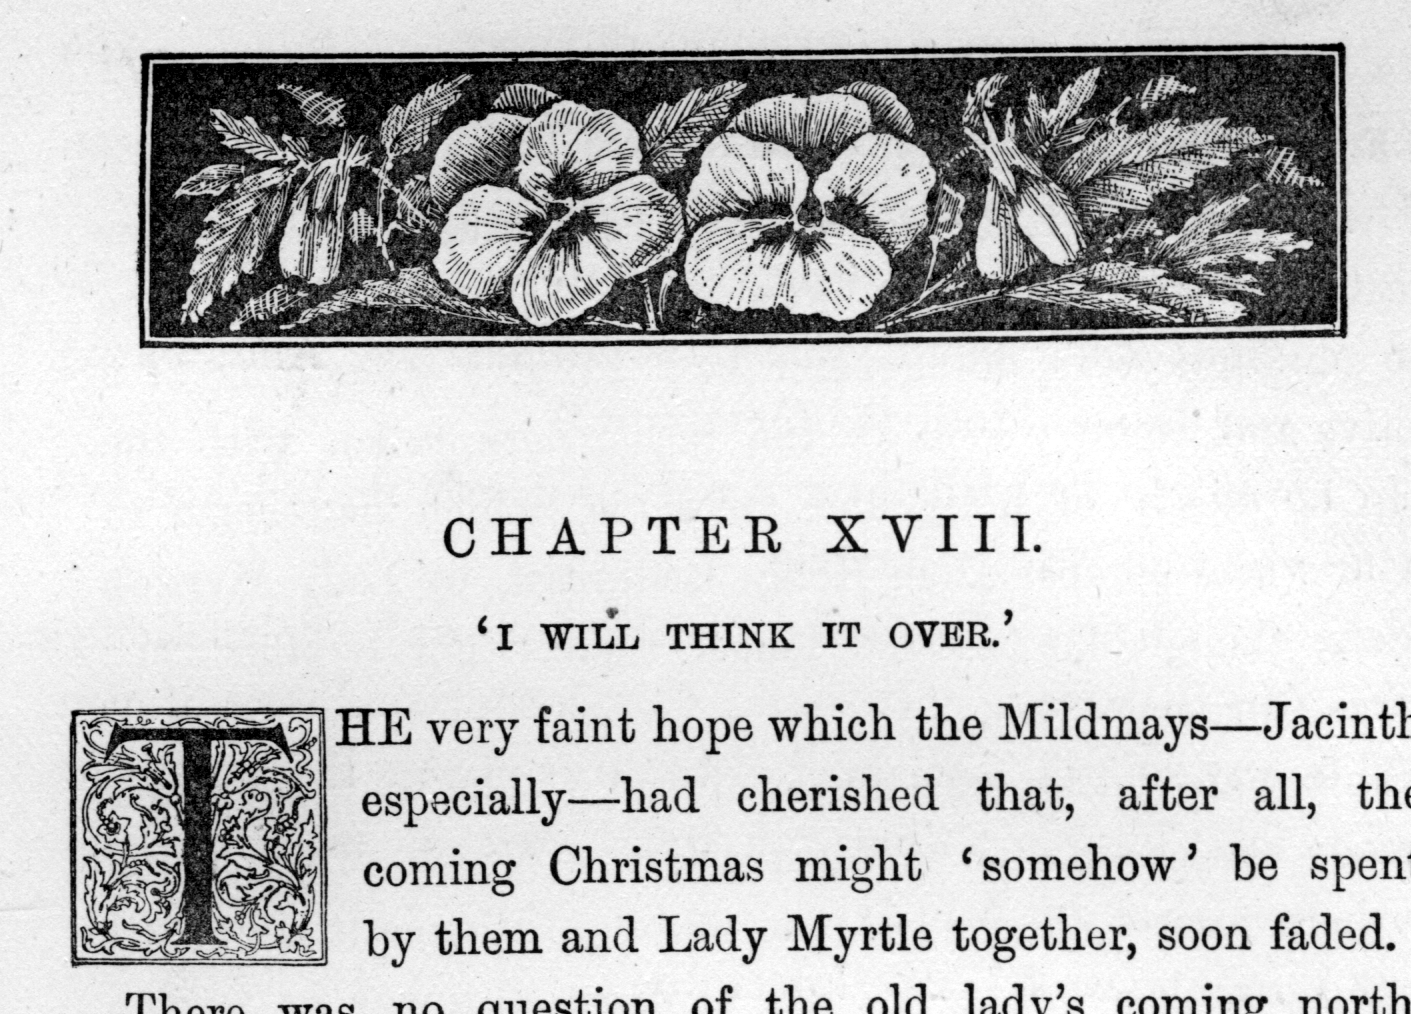 CHAPTER XVIII.
‘I WILL THINK IT OVER.’
THE very faint hope which the Mildmays—Jacinth
especially—had cherished that, after all, the
coming Christmas might ‘somehow’ be spent
by them and Lady Myrtle together, soon faded.
There was no question of the old lady’s coming north